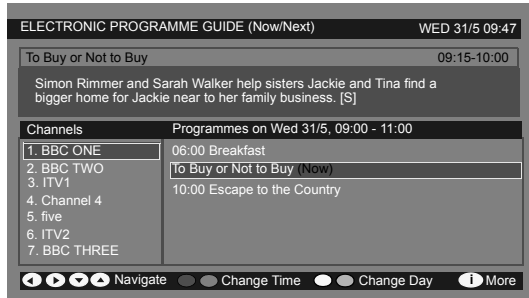 ELECTRONIC PROGRAMME GUIDE (Now/Next) WED 31/5 09:47
To Buy or Not to Buy 09:15-10:00
Simon Rimmer and Sarah Walker help sisters Jackie and Tina find a
bigger home for Jackie near to her family business. [S]
Channels Programmes on Wed 31/5, 09:00 - 11:00
1. BBC ONE 06:00 Breakfast
2. BBC TWO To Buy or Not to Buy (Now)
3. ITV1 10:00 Escape to the Country
4. Channel 4
5. five
6. ITV2
7. BBC THREE
Navigate Change Time Change Day i More